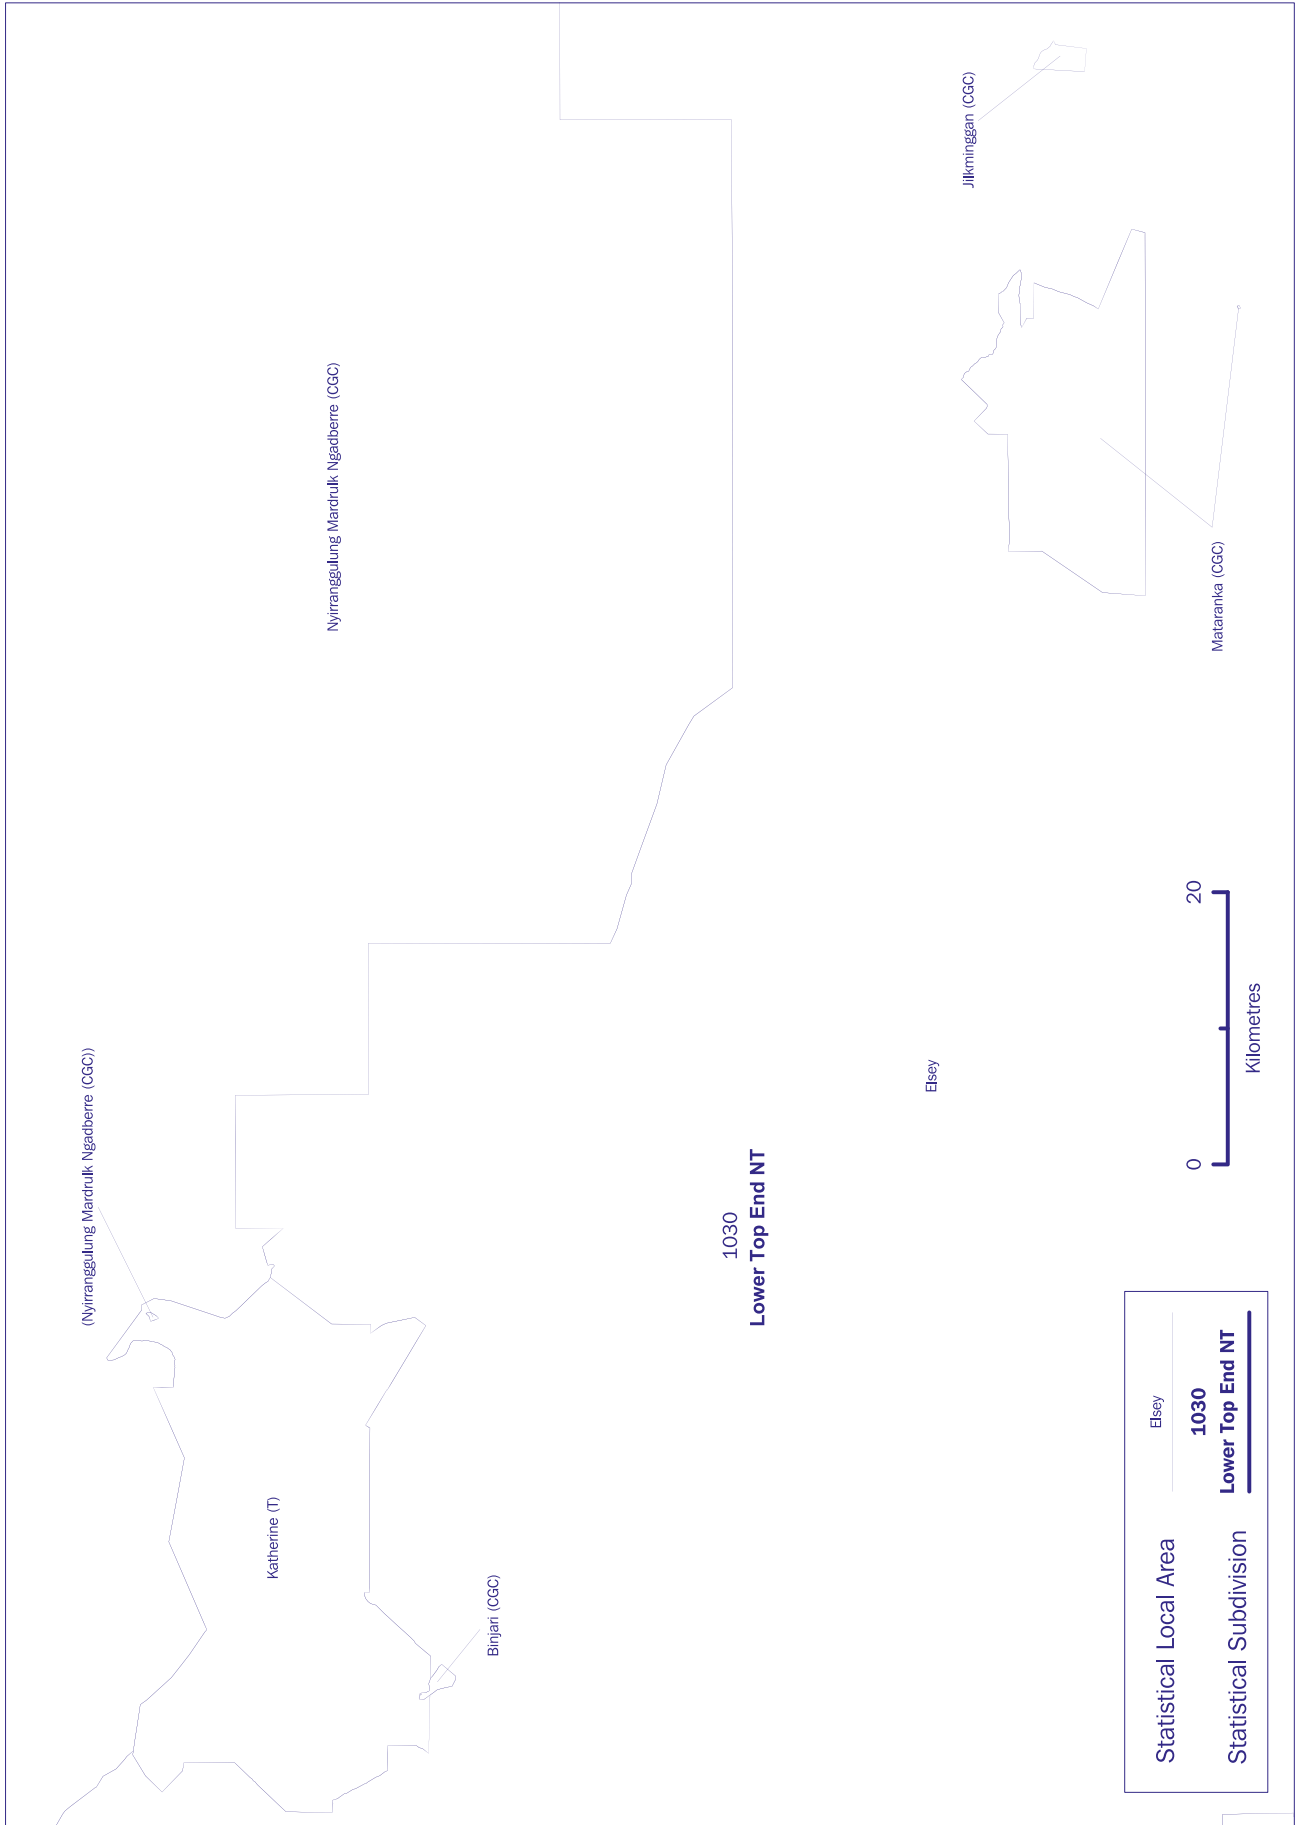 (Nyirranggulung Mardrulk Ngadberre (CGC))
Nyirranggulung Mardrulk Ngadberre (CGC)
Katherine (T)
Binjari (CGC)
1030
Lower Top End NT
Elsey
Jilkminggan (CGC)
Mataranka (CGC)
Statistical Local Area
Elsey
Statistical Subdivision
1030
Lower Top End NT
0
20
Kilometres